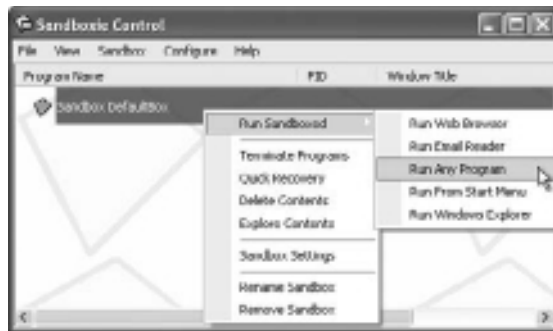 Sandboxie Control
File View Sandbox Configure Help
Program Name PID Window Title
Sandbox DefaultBox
Run Sandboxed
Terminate Programs
Quick Recovery
Delete Contents
Explore Contents
Sandbox Settings
Rename Sandbox
Remove Sandbox
Run Web Browser
Run Email Reader
Run Any Program
Run From Start Menu
Run Windows Explorer